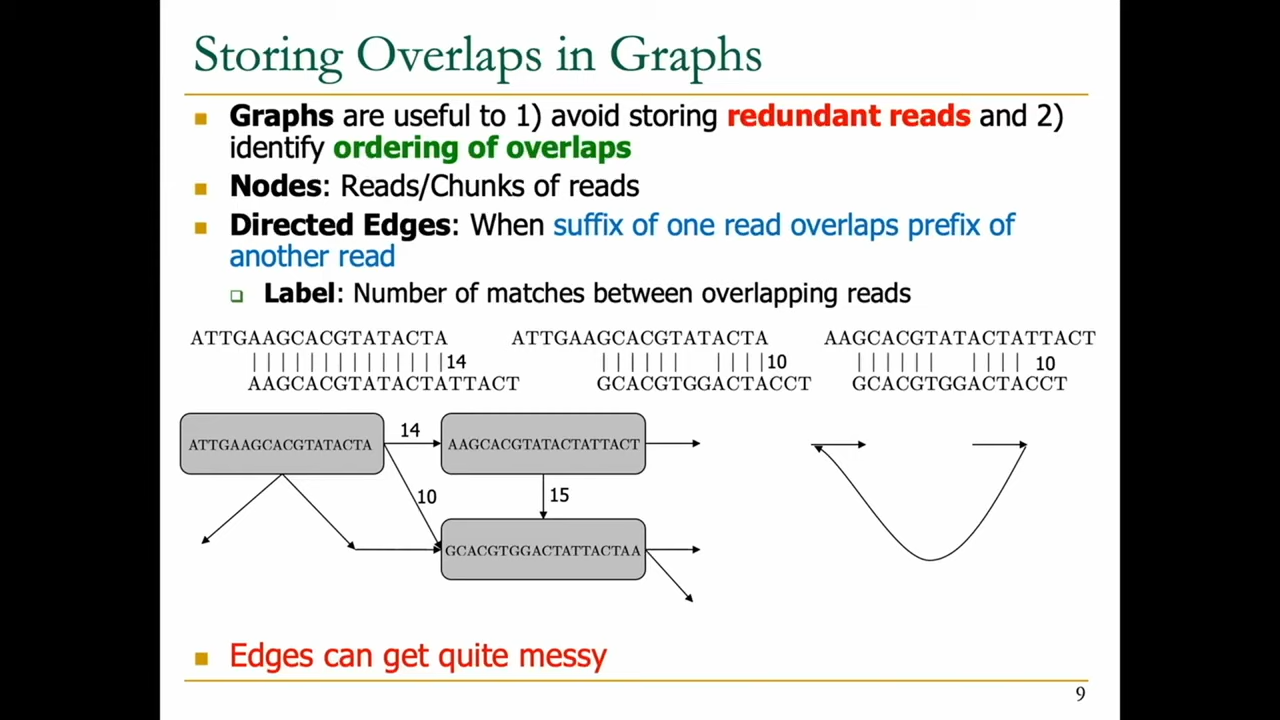 Storing Overlaps in Graphs
■ Graphs are useful to 1) avoid storing redundant reads and 2)
identify ordering of overlaps
■ Nodes: Reads/Chunks of reads
■ Directed Edges: When suffix of one read overlaps prefix of
another read
❑ Label: Number of matches between overlapping reads
ATTGAAGCACGTATACTA
|||||||||||||| 14
AAGCACGTATACTATTACT
ATTGAAGCACGTATACTA
|||||| |||| 10
GCACGTGGACTACCT
AAGCACGTATACTATTACT
|||||| |||| 10
GCACGTGGACTACCT
ATTGAAGCACGTATACTA
14
AAGCACGTATACTATTACT
10
15
GCACGTGGACTATTACTAA
■ Edges can get quite messy
9